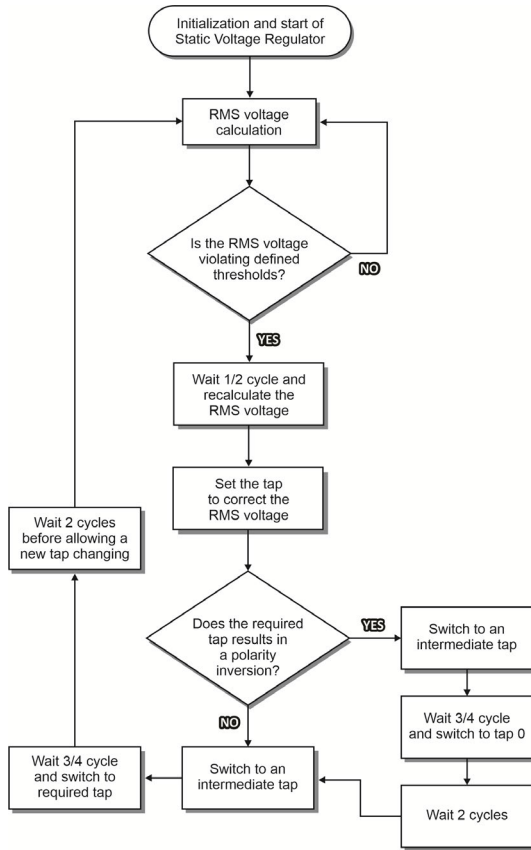 Initialization and start of
Static Voltage Regulator
RMS voltage
calculation
Is the RMS voltage
violating defined
thresholds?
NO
YES
Wait 1/2 cycle and
recalculate the
RMS voltage
Set the tap
to correct the
RMS voltage
Wait 2 cycles
before allowing a
new tap changing
Does the required
tap results in
a polarity
inversion?
YES
Switch to an
intermediate tap
Wait 3/4 cycle
and switch to tap 0
NO
Wait 3/4 cycle
and switch to
required tap
Switch to an
intermediate tap
Wait 2 cycles